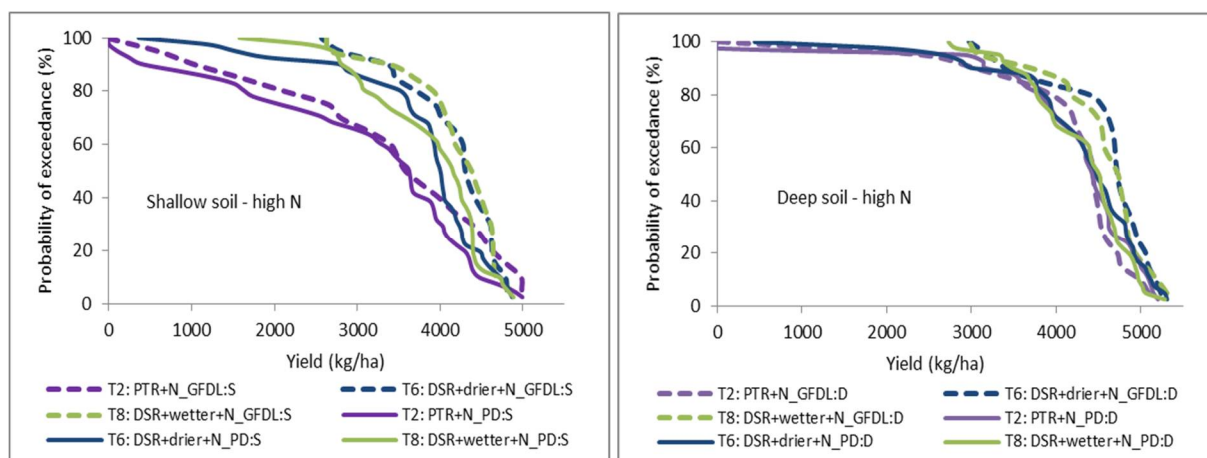 Probability of exceedance (%)
100
80
60
40
20
0
Shallow soil - high N
0 1000 2000 3000 4000 5000
Yield (kg/ha)
T2: PTR+N_GFDL:S T6: DSR+drier+N_GFDL:S
T8: DSR+wetter+N_GFDL:S T2: PTR+N_PD:S
T6: DSR+drier+N_PD:S T8: DSR+wetter+N_PD:S
Probability of exceedance (%)
100
80
60
40
20
0
Deep soil - high N
0 1000 2000 3000 4000 5000
Yield (kg/ha)
T2: PTR+N_GFDL:D T6: DSR+drier+N_GFDL:D
T8: DSR+wetter+N_GFDL:D T2: PTR+N_PD:D
T6: DSR+drier+N_PD:D T8: DSR+wetter+N_PD:D